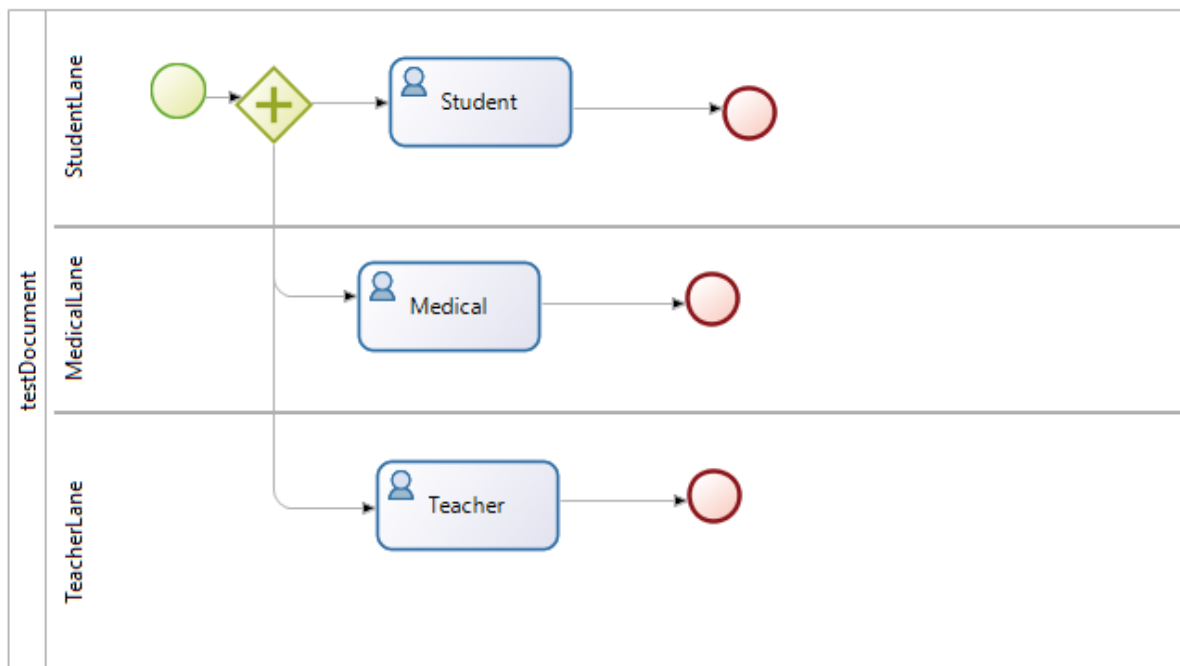 testDocument
StudentLane
Student
MedicalLane
Medical
TeacherLane
Teacher